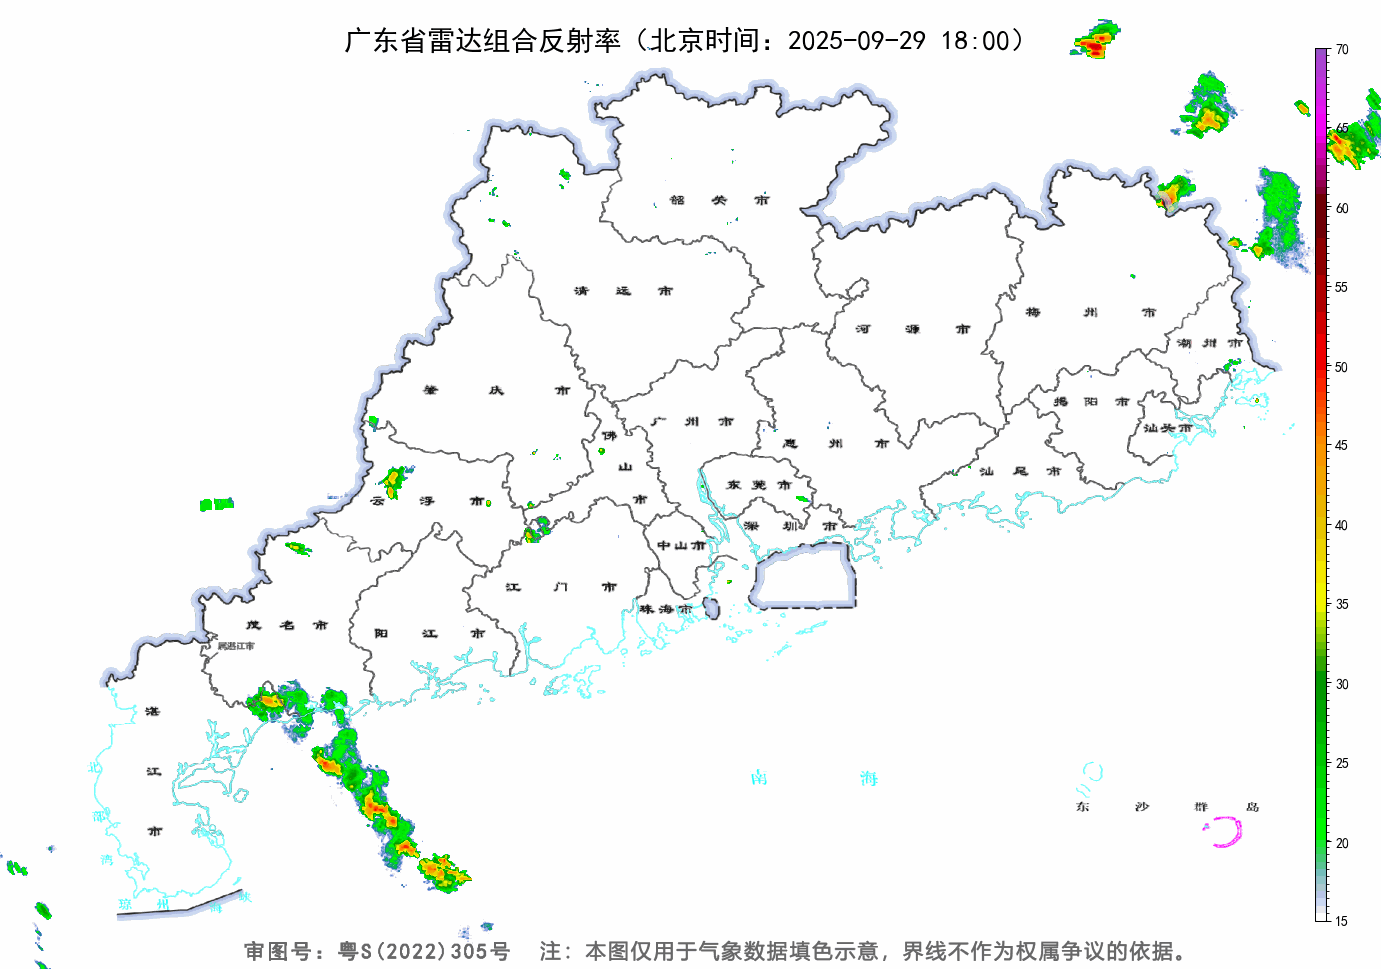 广东省雷达组合反射率（北京时间：2025-09-29 18:00）
70
65
60
55
50
45
40
35
30
25
20
15
韶 关 市
清 远 市
河 源 市
梅 州 市
潮 州 市
肇 庆 市
广 州 市
揭 阳 市
汕头市
佛 山 市
惠 州 市
汕 尾 市
东 莞 市
云 浮 市
深 圳 市
中山市
江 门 市
珠海市
茂 名 市
阳 江 市
属湛江市
湛 江 市
北 部 湾
南 海
东 沙 群 岛
琼 州 海 峡
审图号：粤S(2022)305号 注：本图仅用于气象数据填色示意，界线不作为权属争议的依据。